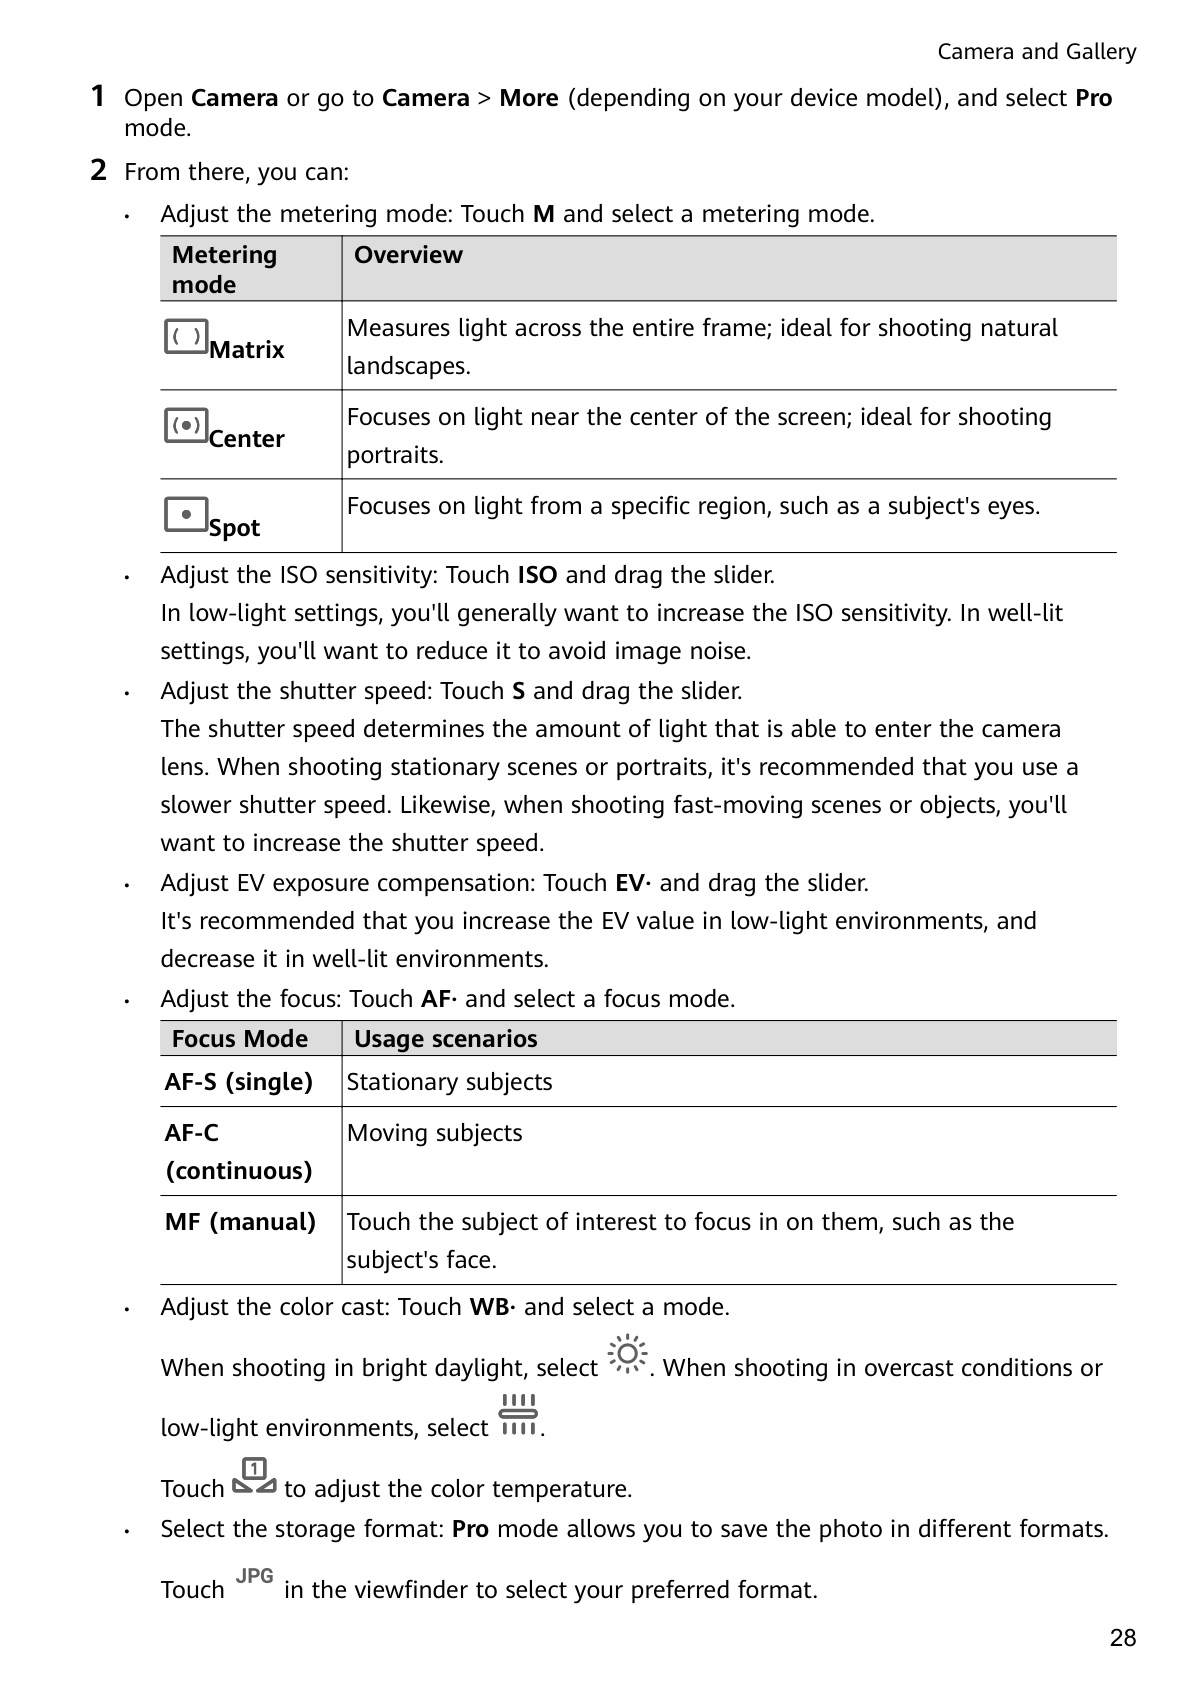 Camera and Gallery
1 Open Camera or go to Camera > More (depending on your device model), and select Pro
mode.
2 From there, you can:
• Adjust the metering mode: Touch M and select a metering mode.
Metering
mode
Overview
Matrix
Measures light across the entire frame; ideal for shooting natural
landscapes.
Center
Focuses on light near the center of the screen; ideal for shooting
portraits.
Spot
Focuses on light from a specific region, such as a subject's eyes.
• Adjust the ISO sensitivity: Touch ISO and drag the slider.
In low-light settings, you'll generally want to increase the ISO sensitivity. In well-lit
settings, you'll want to reduce it to avoid image noise.
• Adjust the shutter speed: Touch S and drag the slider.
The shutter speed determines the amount of light that is able to enter the camera
lens. When shooting stationary scenes or portraits, it's recommended that you use a
slower shutter speed. Likewise, when shooting fast-moving scenes or objects, you'll
want to increase the shutter speed.
• Adjust EV exposure compensation: Touch EV· and drag the slider.
It's recommended that you increase the EV value in low-light environments, and
decrease it in well-lit environments.
• Adjust the focus: Touch AF· and select a focus mode.
Focus Mode
Usage scenarios
AF-S (single)
Stationary subjects
AF-C
(continuous)
Moving subjects
MF (manual)
Touch the subject of interest to focus in on them, such as the
subject's face.
• Adjust the color cast: Touch WB· and select a mode.
When shooting in bright daylight, select . When shooting in overcast conditions or
low-light environments, select .
Touch 1 to adjust the color temperature.
• Select the storage format: Pro mode allows you to save the photo in different formats.
Touch JPG in the viewfinder to select your preferred format.
28